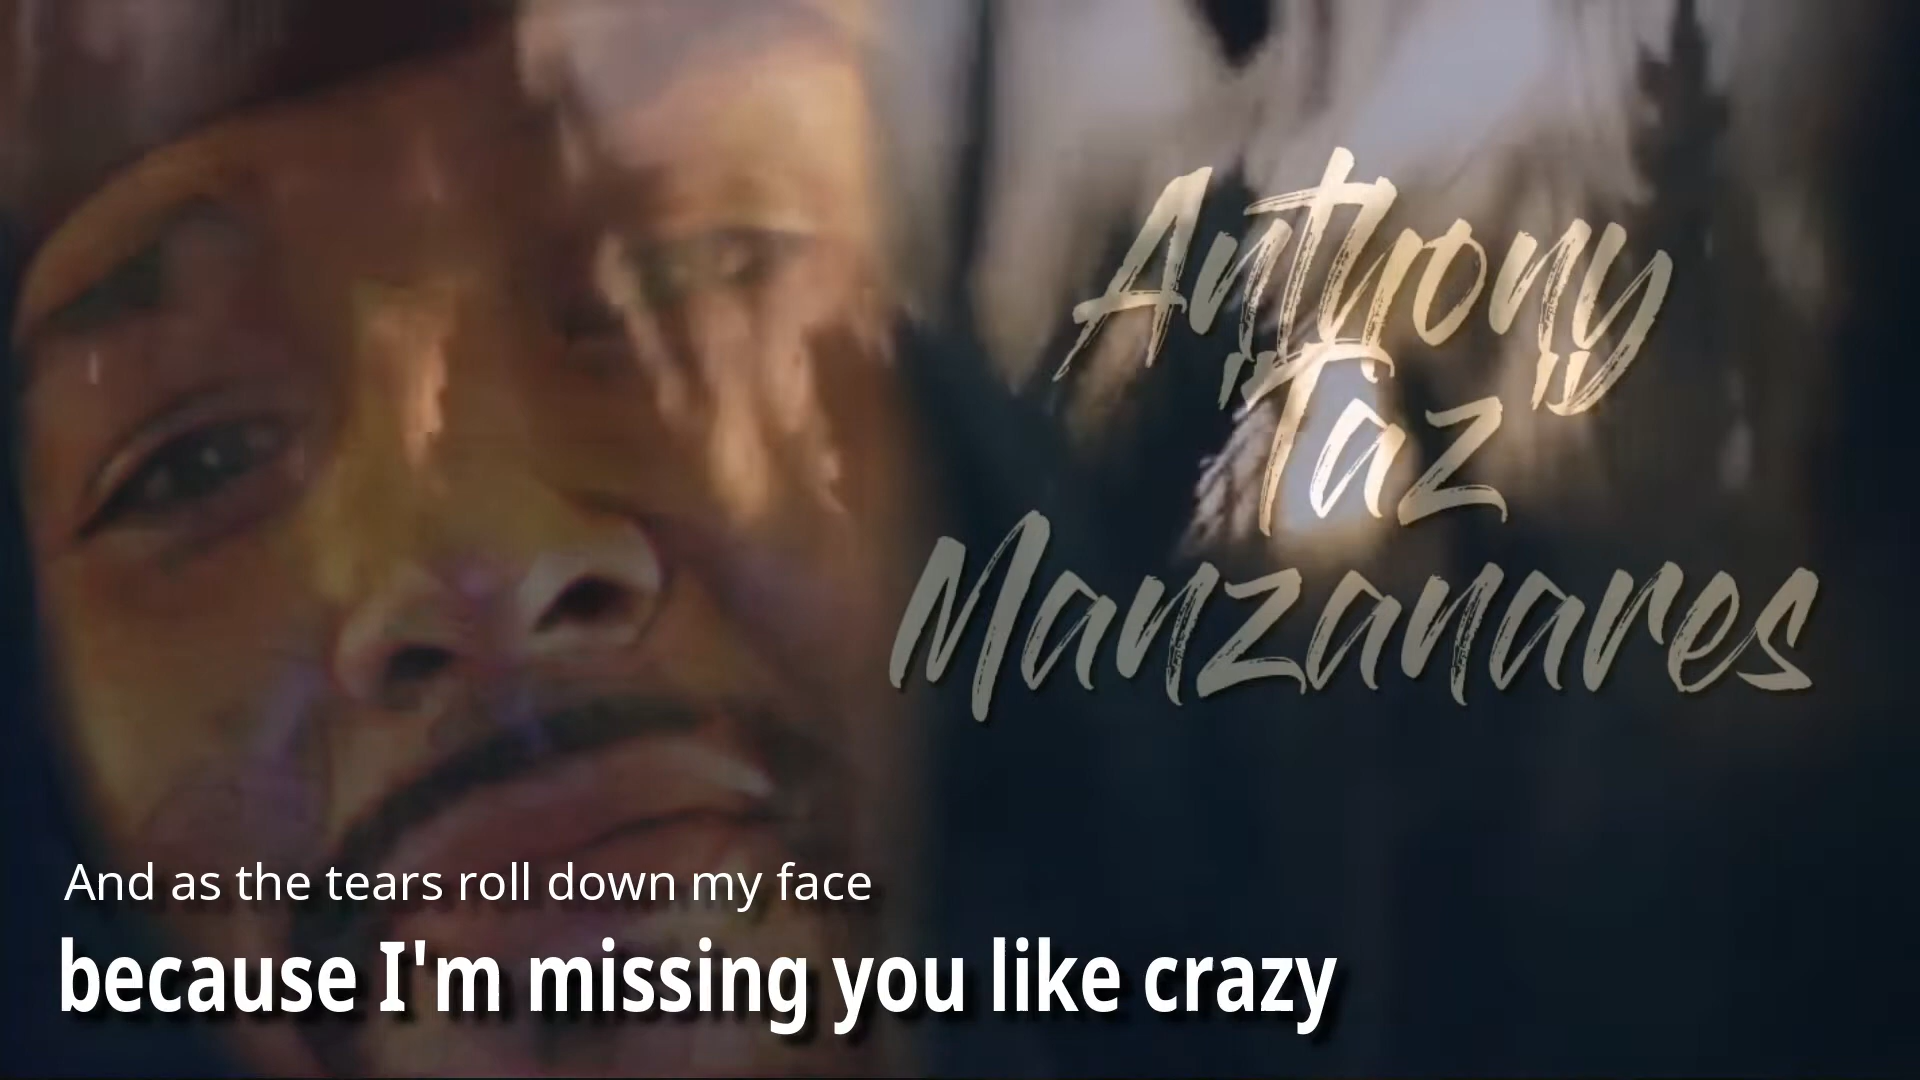 Anthony
"Taz"
Manzanares
And as the tears roll down my face
because I'm missing you like crazy